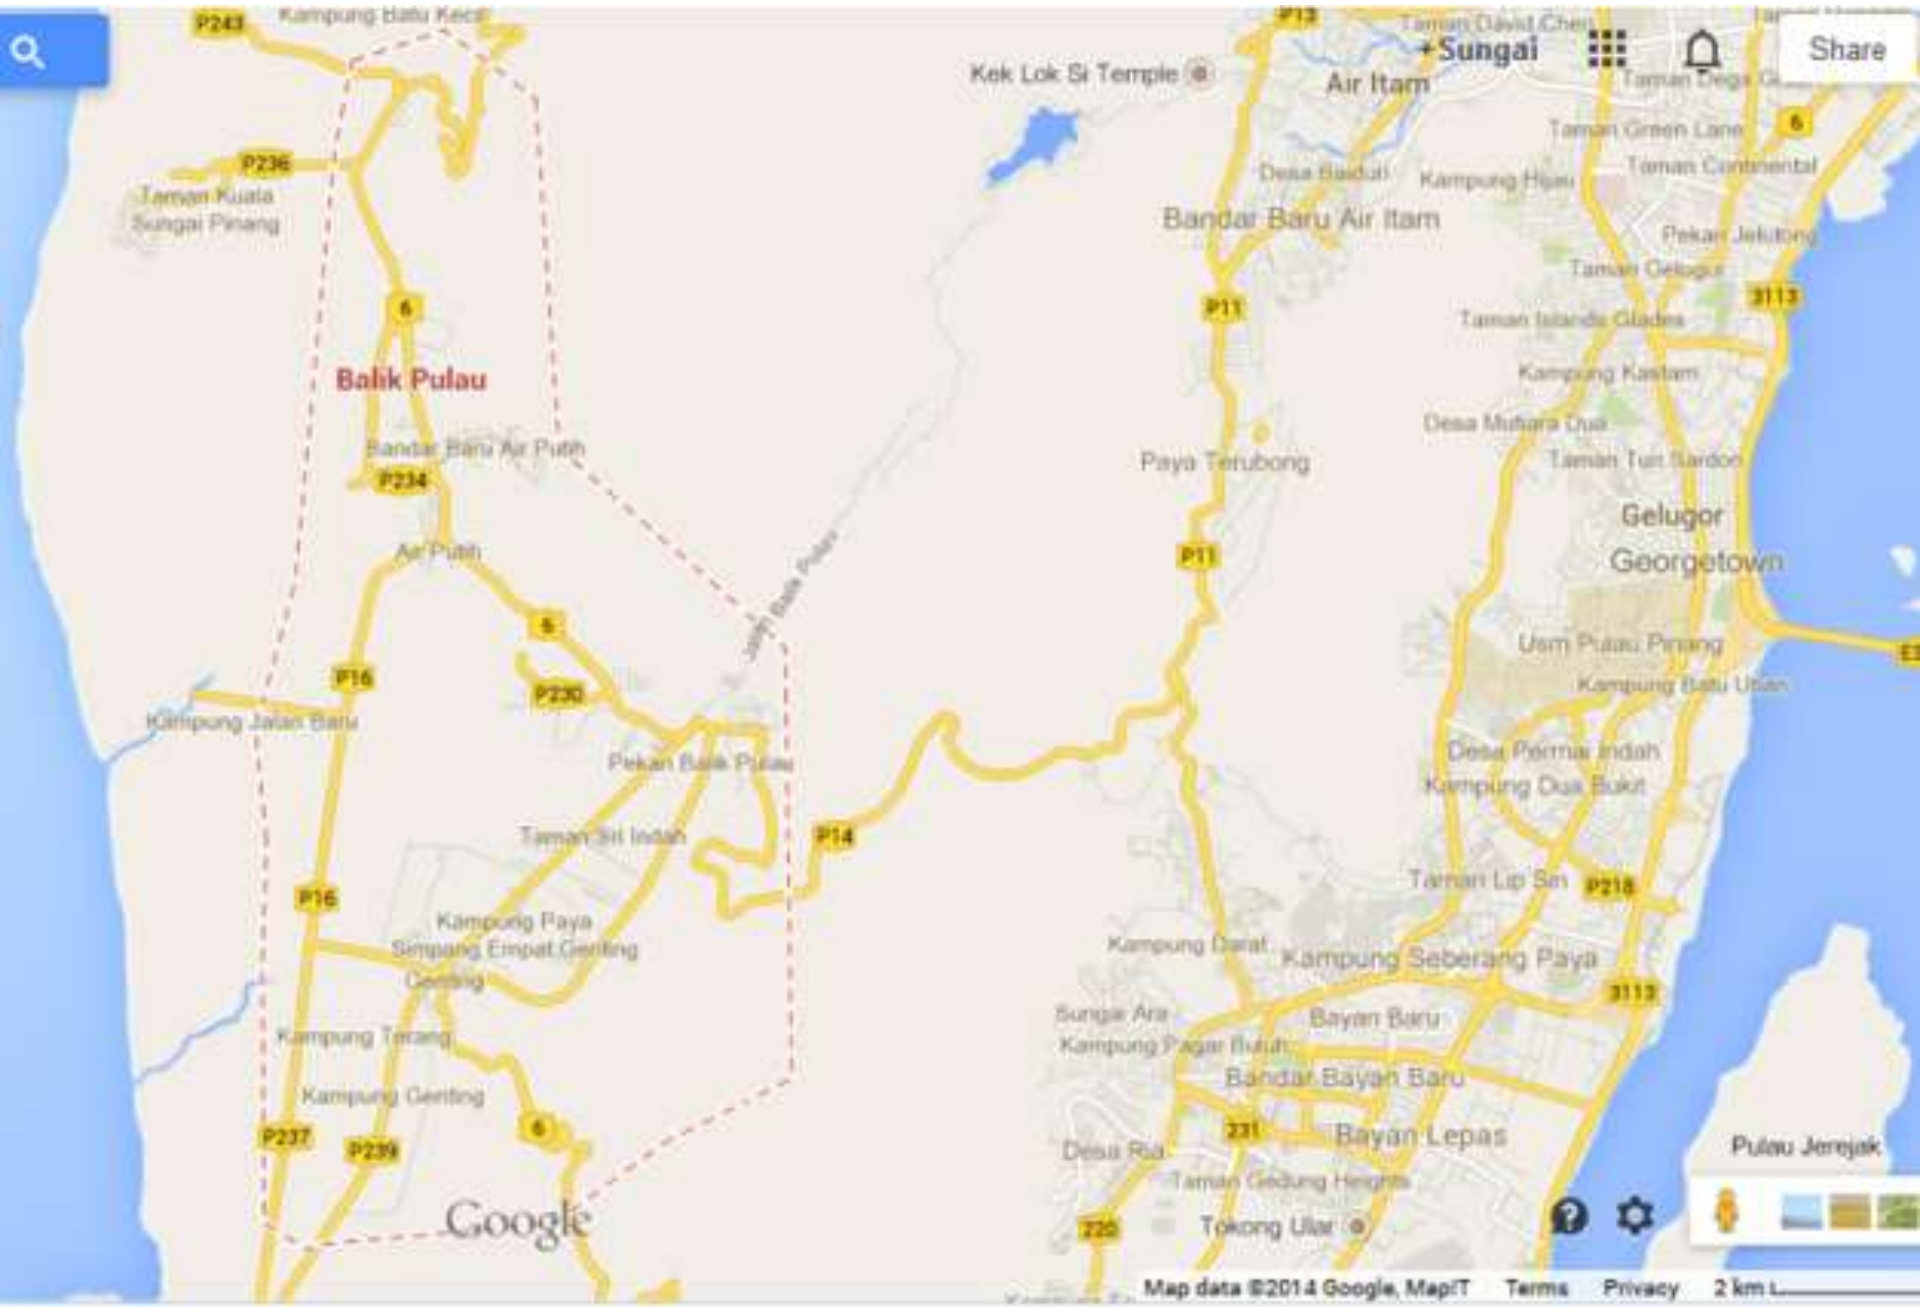 P243
Kampung Batu Kecil
P13
Taman David Chen
Sungai
Share
Kek Lok Si Temple
Air Itam
Taman Green Lane
6
P236
Desa Baiduri
Kampung Hijau
Taman Continental
Taman Kuala
Sungai Pinang
Bandar Baru Air Itam
Pekan Jelutong
Taman Gelugur
6
P11
3113
Taman Islands Glades
Balik Pulau
Kampung Kastam
Desa Mutiara Dua
Bandar Baru Air Putih
Paya Terubong
Taman Tun Sardon
P234
Gelugor
Air Putih
P11
Georgetown
Jalan Balik Pulau
6
Usm Pulau Pinang
P16
P230
Kampung Batu Uban
Kampung Jalan Baru
Pekan Balik Pulau
Desa Permai Indah
Kampung Dua Bukit
Taman Sri Indah
P14
P16
Taman Lip Sin
P218
Kampung Paya
Simpang Empat Genting
Genting
Kampung Darat
Kampung Seberang Paya
3113
Sungai Ara
Bayan Baru
Kampung Terang
Kampung Pagar Buluh
Bandar Bayan Baru
Kampung Genting
P237
6
231
Bayan Lepas
P239
Desa Ria
Pulau Jerejak
Taman Gedung Heights
Google
220
Tokong Ular
Map data ©2014 Google, MapIT
Terms
Privacy
2 km